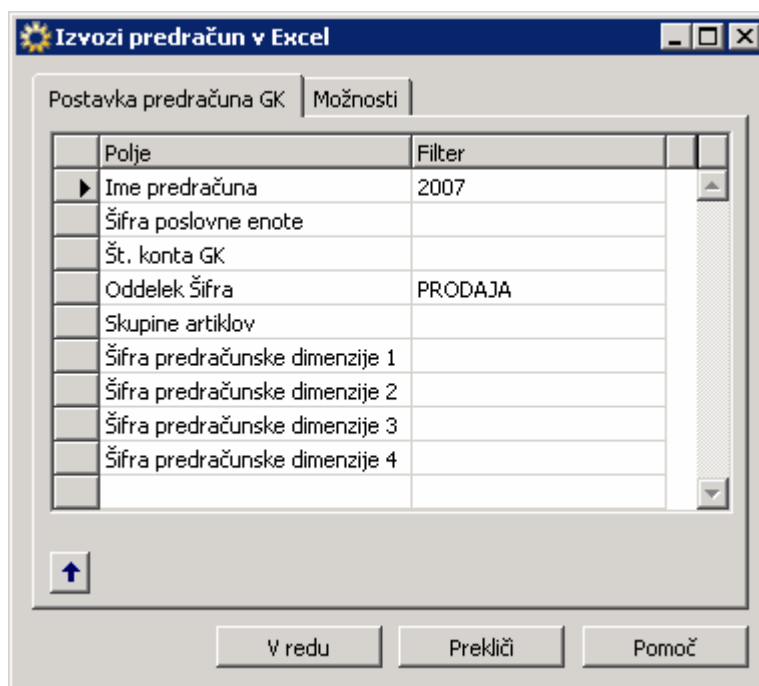 Izvozi predračun v Excel
Postavka predračuna GK Možnosti
Polje Filter
Ime predračuna 2007
Šifra poslovne enote
Št. konta GK
Oddelek Šifra PRODAJA
Skupine artiklov
Šifra predračunske dimenzije 1
Šifra predračunske dimenzije 2
Šifra predračunske dimenzije 3
Šifra predračunske dimenzije 4
V redu Prekliči Pomoč